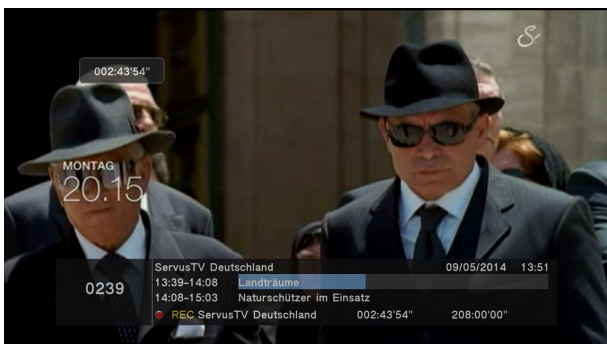 S
002:43'54"
MONTAG
20.15
ServusTV Deutschland 09/05/2014 13:51
0239
13:39-14:08 Landträume
14:08-15:03 Naturschützer im Einsatz
REC ServusTV Deutschland 002:43'54" 208:00'00"